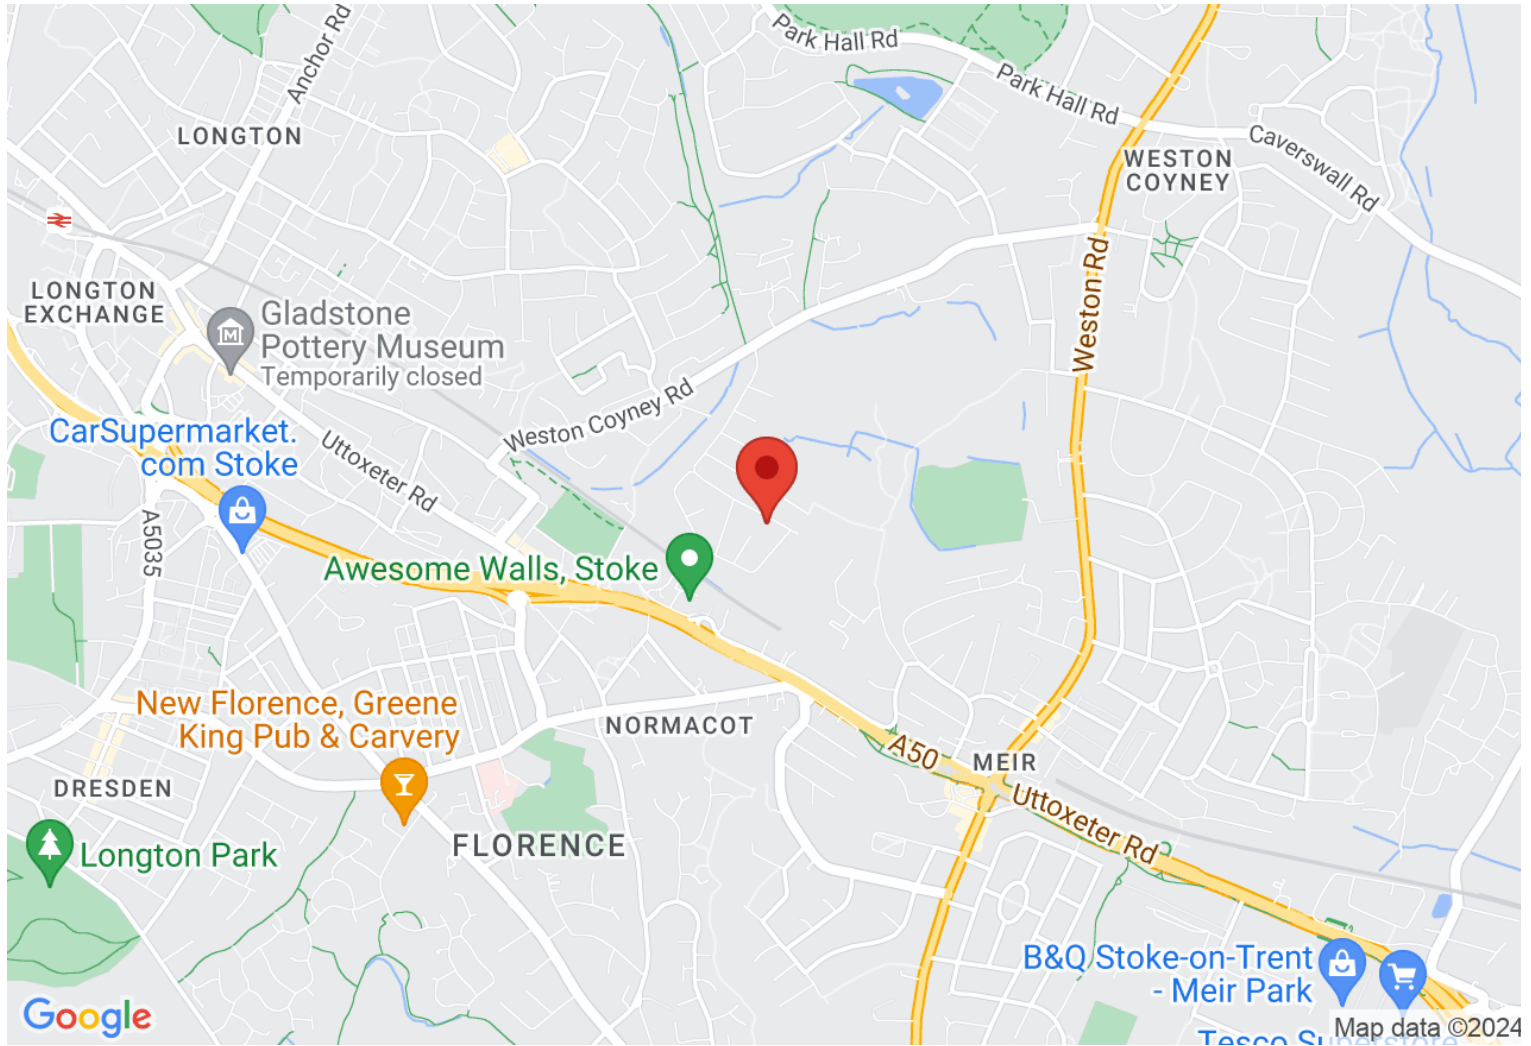 Park Hall Rd
Anchor Rd
Park Hall Rd
LONGTON
Caverswall Rd
WESTON
COYNEY
Weston Rd
LONGTON
EXCHANGE
Gladstone
Pottery Museum
Temporarily closed
Weston Coyney Rd
CarSupermarket.
com Stoke
Uttoxeter Rd
A5035
Awesome Walls, Stoke
New Florence, Greene
King Pub & Carvery
NORMACOT
A50
MEIR
DRESDEN
Uttoxeter Rd
FLORENCE
Longton Park
B&Q Stoke-on-Trent
- Meir Park
Google
Map data ©2024
Tesco Superstore